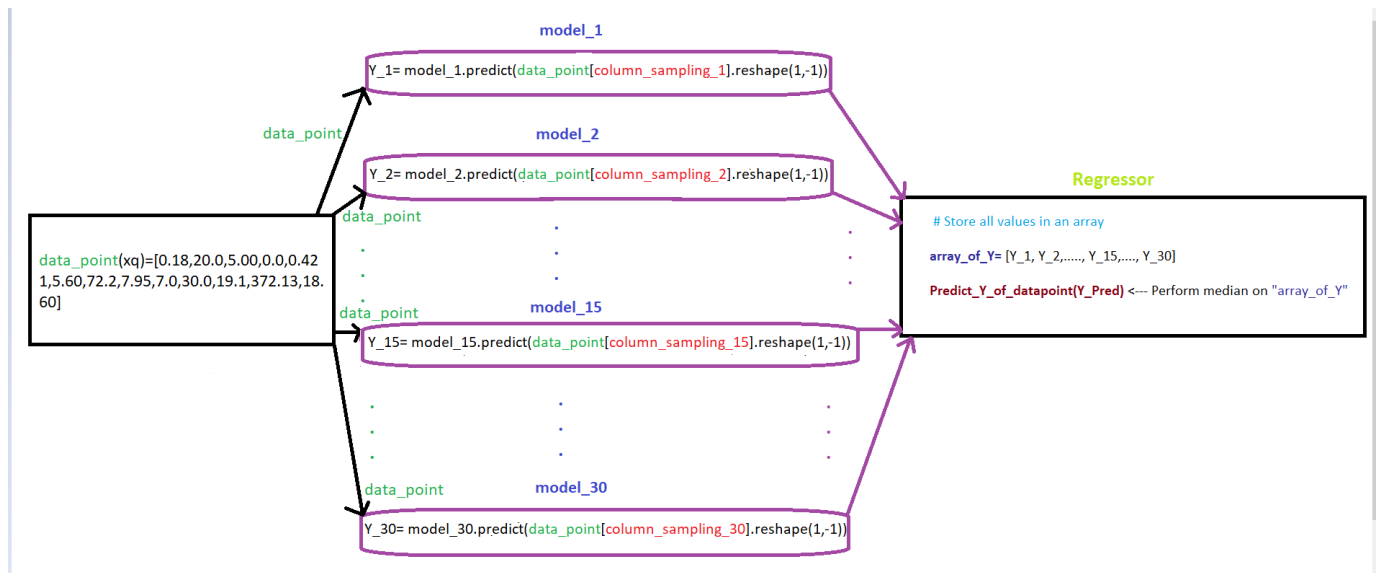 model_1
Y_1= model_1.predict(data_point[column_sampling_1].reshape(1,-1))
data_point
model_2
Y_2= model_2.predict(data_point[column_sampling_2].reshape(1,-1))
data_point
data_point(xq)=[0.18,20.0,5.00,0.0,0.42
1,5.60,72.2,7.95,7.0,30.0,19.1,372.13,18.
60]
data_point
model_15
Y_15= model_15.predict(data_point[column_sampling_15].reshape(1,-1))
data_point
model_30
Y_30= model_30.predict(data_point[column_sampling_30].reshape(1,-1))
Regressor
# Store all values in an array
array_of_Y= [Y_1, Y_2,....., Y_15,...., Y_30]
Predict_Y_of_datapoint(Y_Pred) <--- Perform median on "array_of_Y"